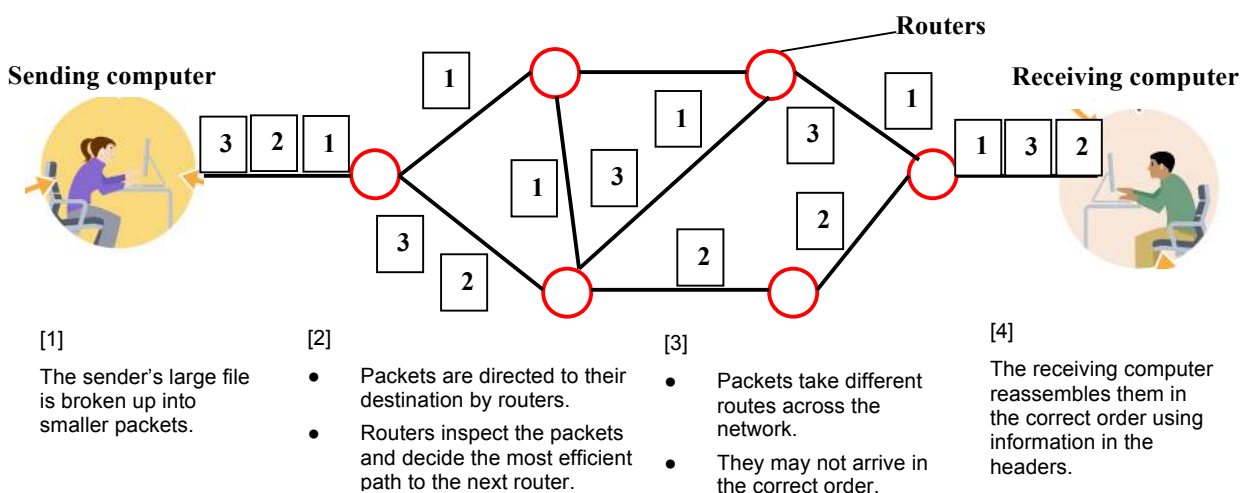 Routers
Sending computer
Receiving computer
1
1
3 2 1
1
3
1 3 2
1
3
2
3
2
2
[1]
The sender's large file
is broken up into
smaller packets.
[2]
● Packets are directed to their
destination by routers.
● Routers inspect the packets
and decide the most efficient
path to the next router.
[3]
● Packets take different
routes across the
network.
● They may not arrive in
the correct order.
[4]
The receiving computer
reassembles them in
the correct order using
information in the
headers.